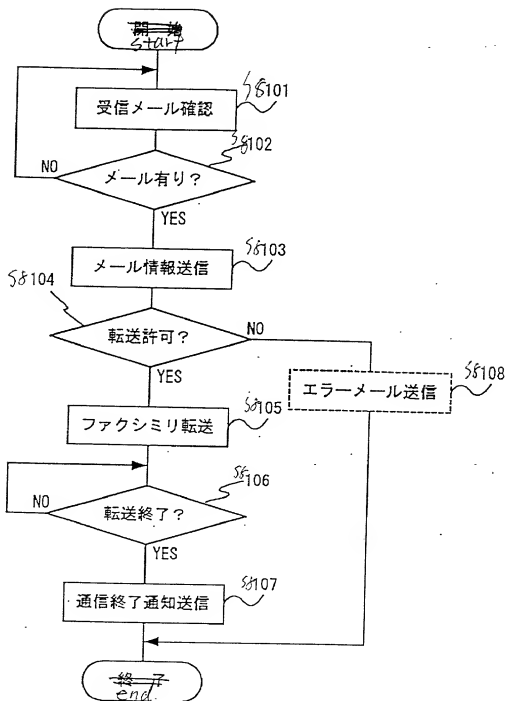 開始
start
S8101
受信メール確認
S8102
メール有り?
NO
YES
メール情報送信
S8103
S8104
転送許可?
NO
YES
エラーメール送信
S8108
ファクシミリ転送
S8105
S8106
転送終了?
NO
YES
通信終了通知送信
S8107
終了
end.